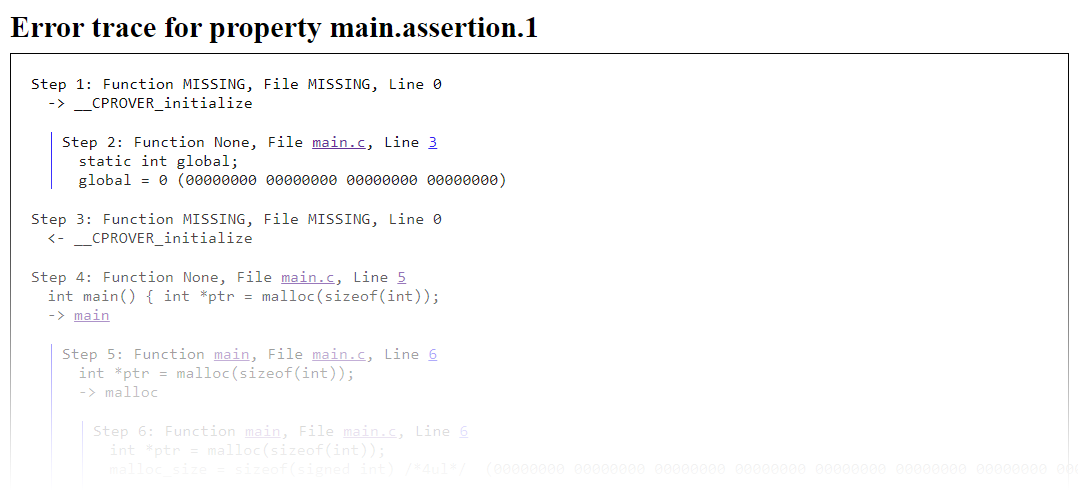 Error trace for property main.assertion.1
Step 1: Function MISSING, File MISSING, Line 0
-> __CPROVER_initialize
Step 2: Function None, File main.c, Line 3
static int global;
global = 0 (00000000 00000000 00000000 00000000)
Step 3: Function MISSING, File MISSING, Line 0
<- __CPROVER_initialize
Step 4: Function None, File main.c, Line 5
int main() { int *ptr = malloc(sizeof(int));
-> main
Step 5: Function main, File main.c, Line 6
int *ptr = malloc(sizeof(int));
-> malloc
Step 6: Function main, File main.c, Line 6
int *ptr = malloc(sizeof(int));
malloc_size = sizeof(signed int) /*4ul*/ (00000000 00000000 00000000 00000000 00000000 00000000 00000000 00